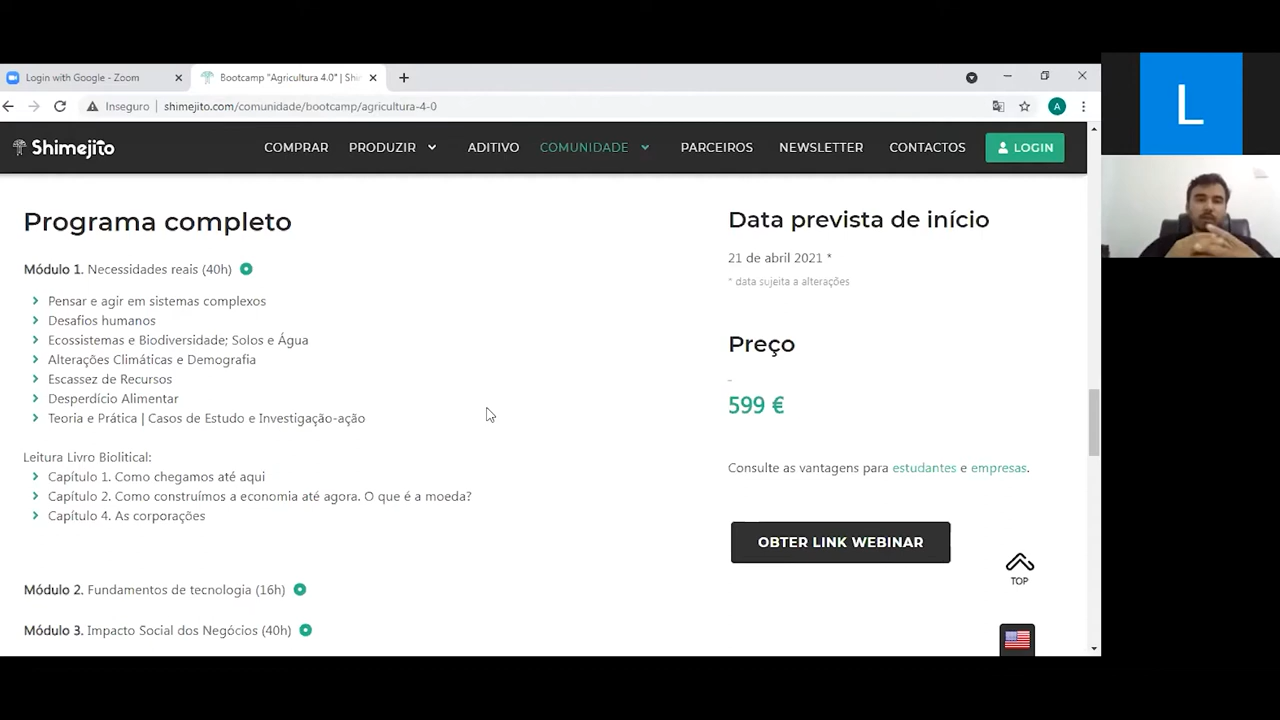 Login with Google - Zoom
Bootcamp "Agricultura 4.0" | Shi
Inseguro
shimejito.com/comunidade/bootcamp/agricultura-4-0
A
L
Shimejito
COMPRAR
PRODUZIR
ADITIVO
COMUNIDADE
PARCEIROS
NEWSLETTER
CONTACTOS
LOGIN
Programa completo
Módulo 1. Necessidades reais (40h)
Pensar e agir em sistemas complexos
Desafios humanos
Ecossistemas e Biodiversidade; Solos e Água
Alterações Climáticas e Demografia
Escassez de Recursos
Desperdício Alimentar
Teoria e Prática | Casos de Estudo e Investigação-ação
Leitura Livro Biolitical:
Capítulo 1. Como chegamos até aqui
Capítulo 2. Como construímos a economia até agora. O que é a moeda?
Capítulo 4. As corporações
Módulo 2. Fundamentos de tecnologia (16h)
Módulo 3. Impacto Social dos Negócios (40h)
Data prevista de início
21 de abril 2021 *
* data sujeita a alterações
Preço
-
599 €
Consulte as vantagens para estudantes e empresas.
OBTER LINK WEBINAR
TOP